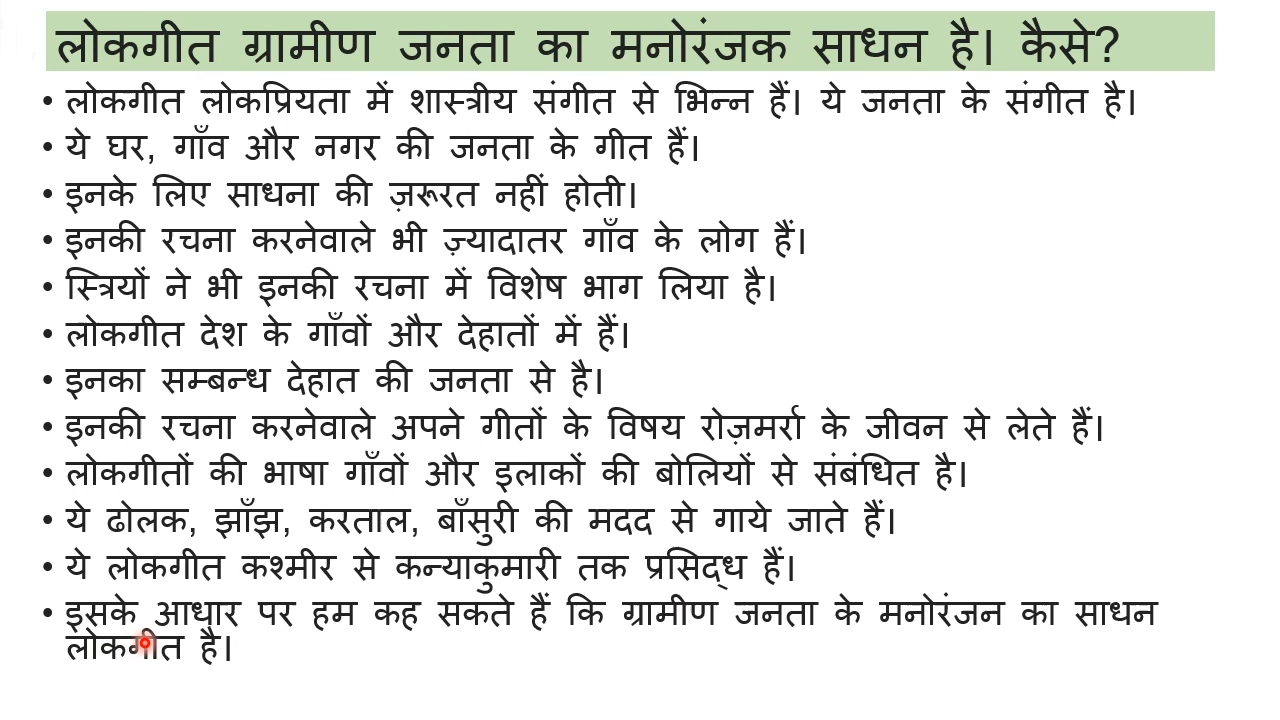 लोकगीत ग्रामीण जनता का मनोरंजक साधन है। कैसे?
• लोकगीत लोकप्रियता में शास्त्रीय संगीत से भिन्न हैं। ये जनता के संगीत है।
• ये घर, गाँव और नगर की जनता के गीत हैं।
• इनके लिए साधना की ज़रूरत नहीं होती।
• इनकी रचना करनेवाले भी ज़्यादातर गाँव के लोग हैं।
• स्त्रियों ने भी इनकी रचना में विशेष भाग लिया है।
• लोकगीत देश के गाँवों और देहातों में हैं।
• इनका सम्बन्ध देहात की जनता से है।
• इनकी रचना करनेवाले अपने गीतों के विषय रोज़मर्रा के जीवन से लेते हैं।
• लोकगीतों की भाषा गाँवों और इलाकों की बोलियों से संबंधित है।
• ये ढोलक, झाँझ, करताल, बाँसुरी की मदद से गाये जाते हैं।
• ये लोकगीत कश्मीर से कन्याकुमारी तक प्रसिद्ध हैं।
• इसके आधार पर हम कह सकते हैं कि ग्रामीण जनता के मनोरंजन का साधन
लोकगीत है।